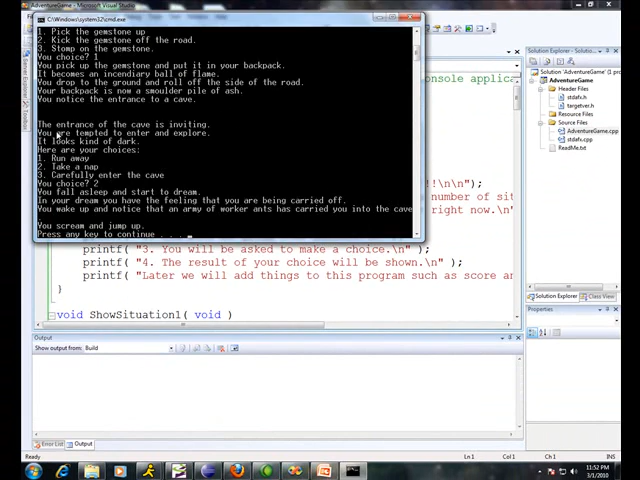 AdventureGame - Microsoft Visual Studio
C:\Windows\system32\cmd.exe
1. Pick the gemstone up
2. Kick the gemstone off the road.
3. Stomp on the gemstone.
You choice? 1
You pick up the gemstone and put it in your backpack.
It becomes an incendiary ball of flame.
You drop to the ground and roll off the side of the road.
Your backpack is now a smoulder pile of ash.
You notice the entrance to a cave.
The entrance of the cave is inviting.
You are tempted to enter and explore.
It looks kind of dark.
Here are your choices:
1. Run away
2. Take a nap
3. Carefully enter the cave
You choice? 2
You fall asleep and start to dream.
In your dream you have the feeling that you are being carried off.
You wake up and notice that an army of worker ants has carried you into the cave
You scream and jump up.
Press any key to continue . . . _
console applic
!!\n");
number of sit
right now.\n"
printf( "3. You will be asked to make a choice.\n" );
printf( "4. The result of your choice will be shown.\n" );
printf( "Later we will add things to this program such as score an
}
void ShowSituation1( void )
Solution Explorer
Solution 'AdventureGame' (1
AdventureGame
Header Files
stdafx.h
targetver.h
Resource Files
Source Files
AdventureGame.cpp
stdafx.cpp
ReadMe.txt
Solution Explorer
Class View
Properties
Output
Show output from: Build
Error List
Output
Ready
Ln 1
Col 1
Ch 1
11:52 PM
3/1/2010